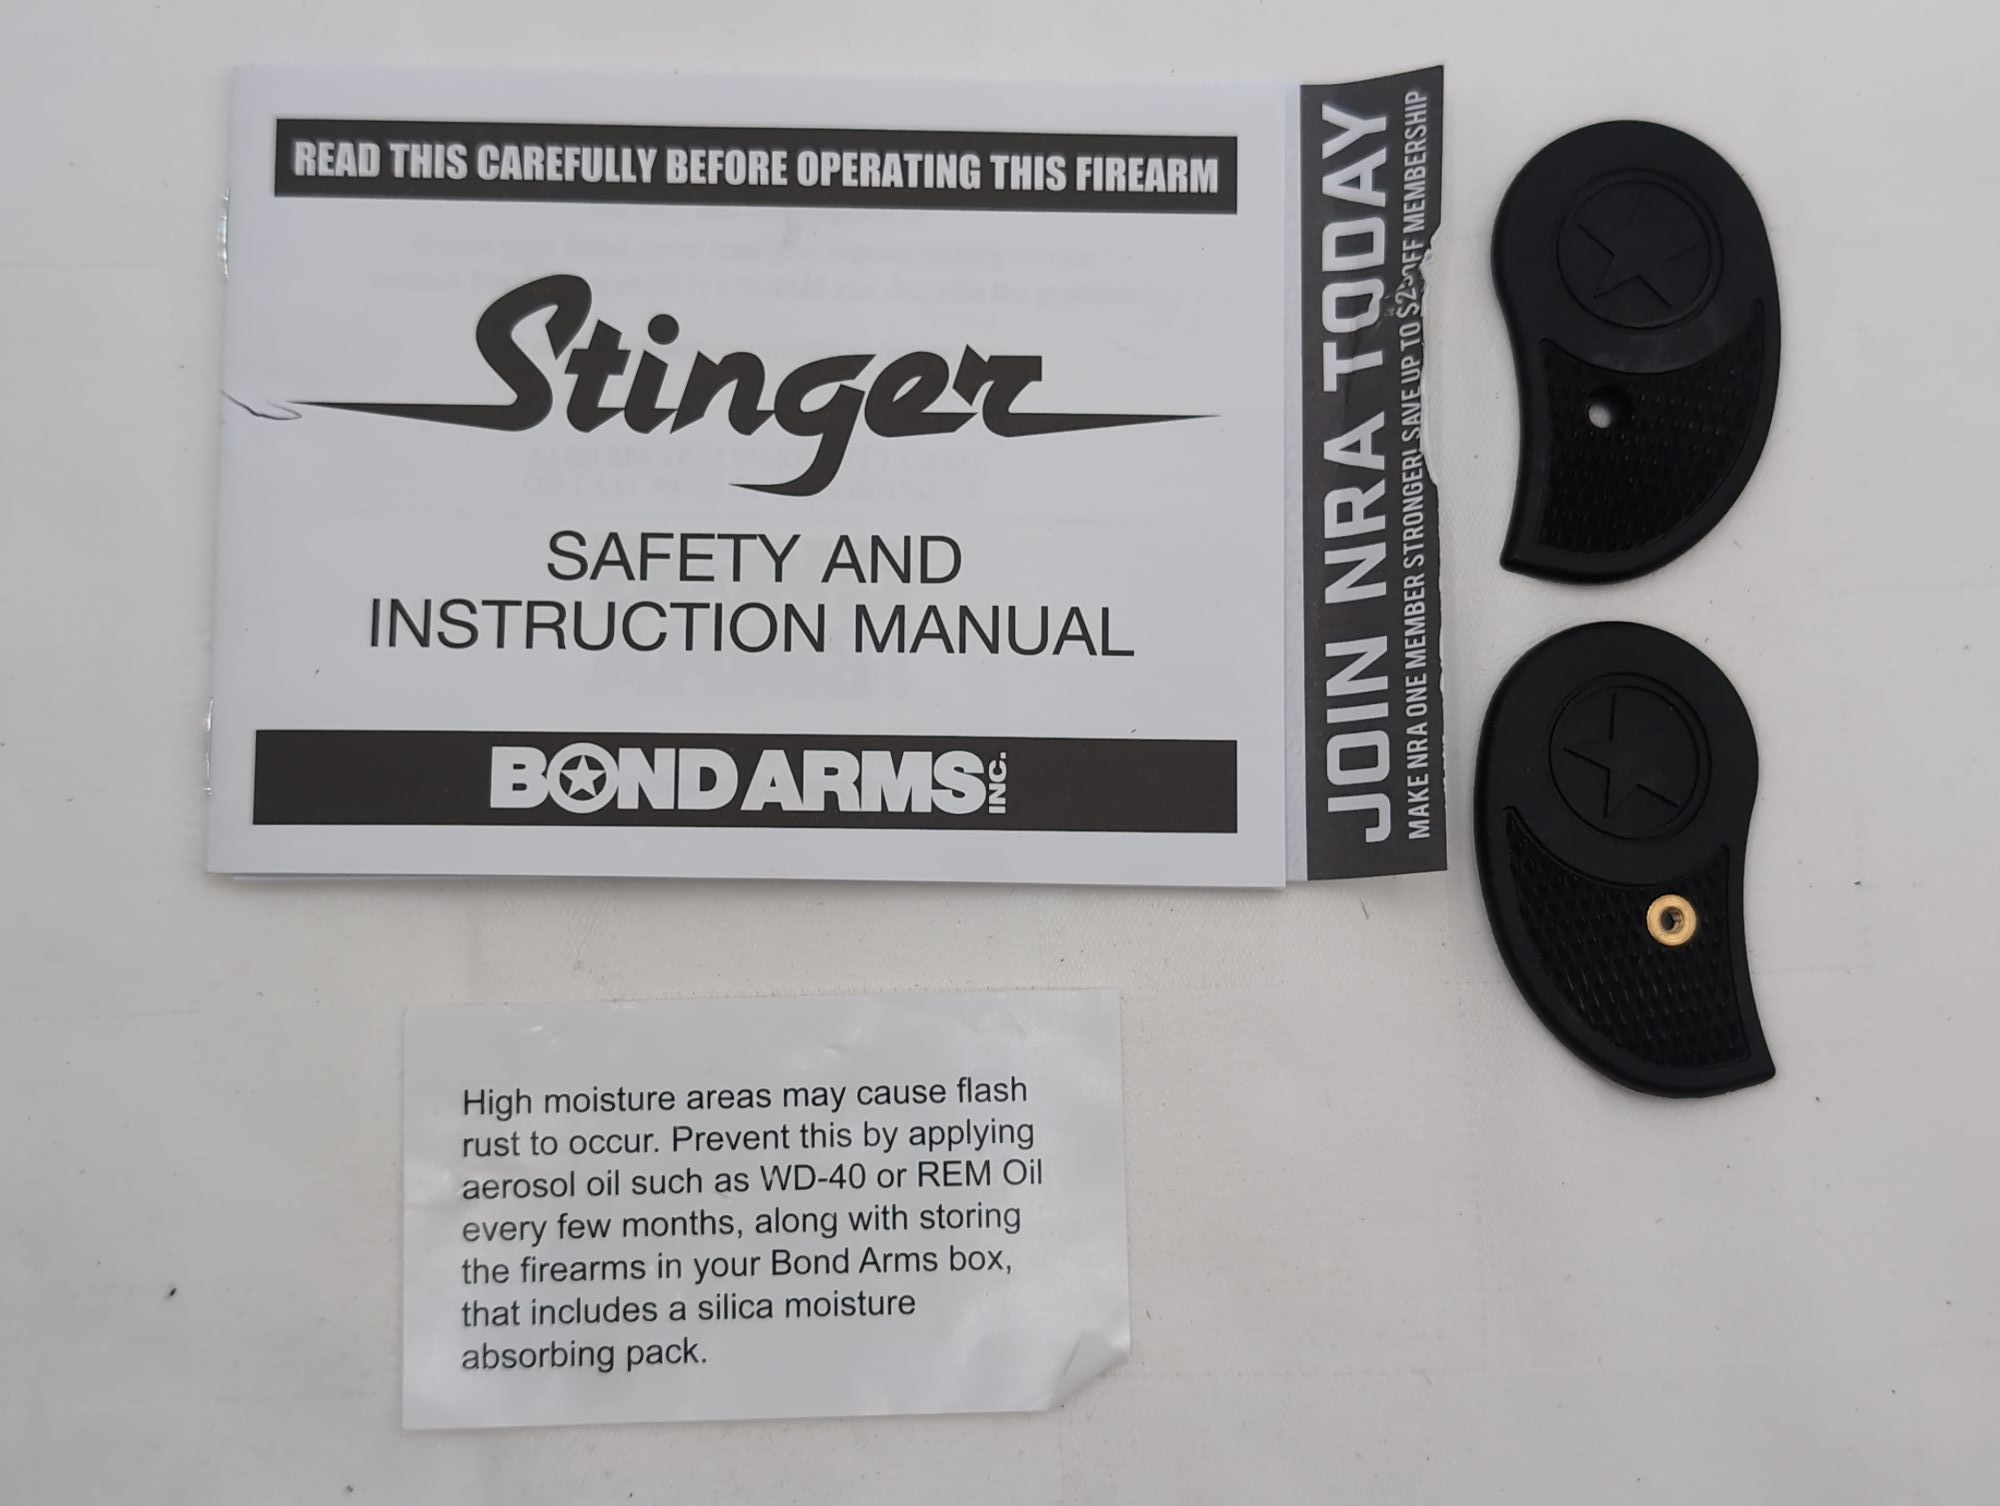 READ THIS CAREFULLY BEFORE OPERATING THIS FIREARM
Stinger
SAFETY AND
INSTRUCTION MANUAL
BOND ARMS INC.
JOIN NRA TODAY
MAKE NRA ONE MEMBER STRONGER! SAVE UP TO $2 OFF MEMBERSHIP
High moisture areas may cause flash
rust to occur. Prevent this by applying
aerosol oil such as WD-40 or REM Oil
every few months, along with storing
the firearms in your Bond Arms box,
that includes a silica moisture
absorbing pack.